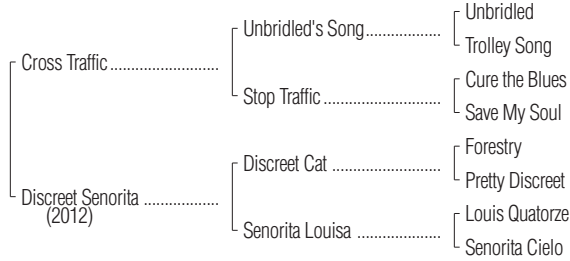 Unbridled
Unbridled's Song....................
Trolley Song
Cross Traffic.............................
Cure the Blues
Stop Traffic...............................
Save My Soul
Forestry
Discreet Cat.............................
Pretty Discreet
Discreet Senorita....................
(2012)
Louis Quatorze
Senorita Louisa......................
Senorita Cielo